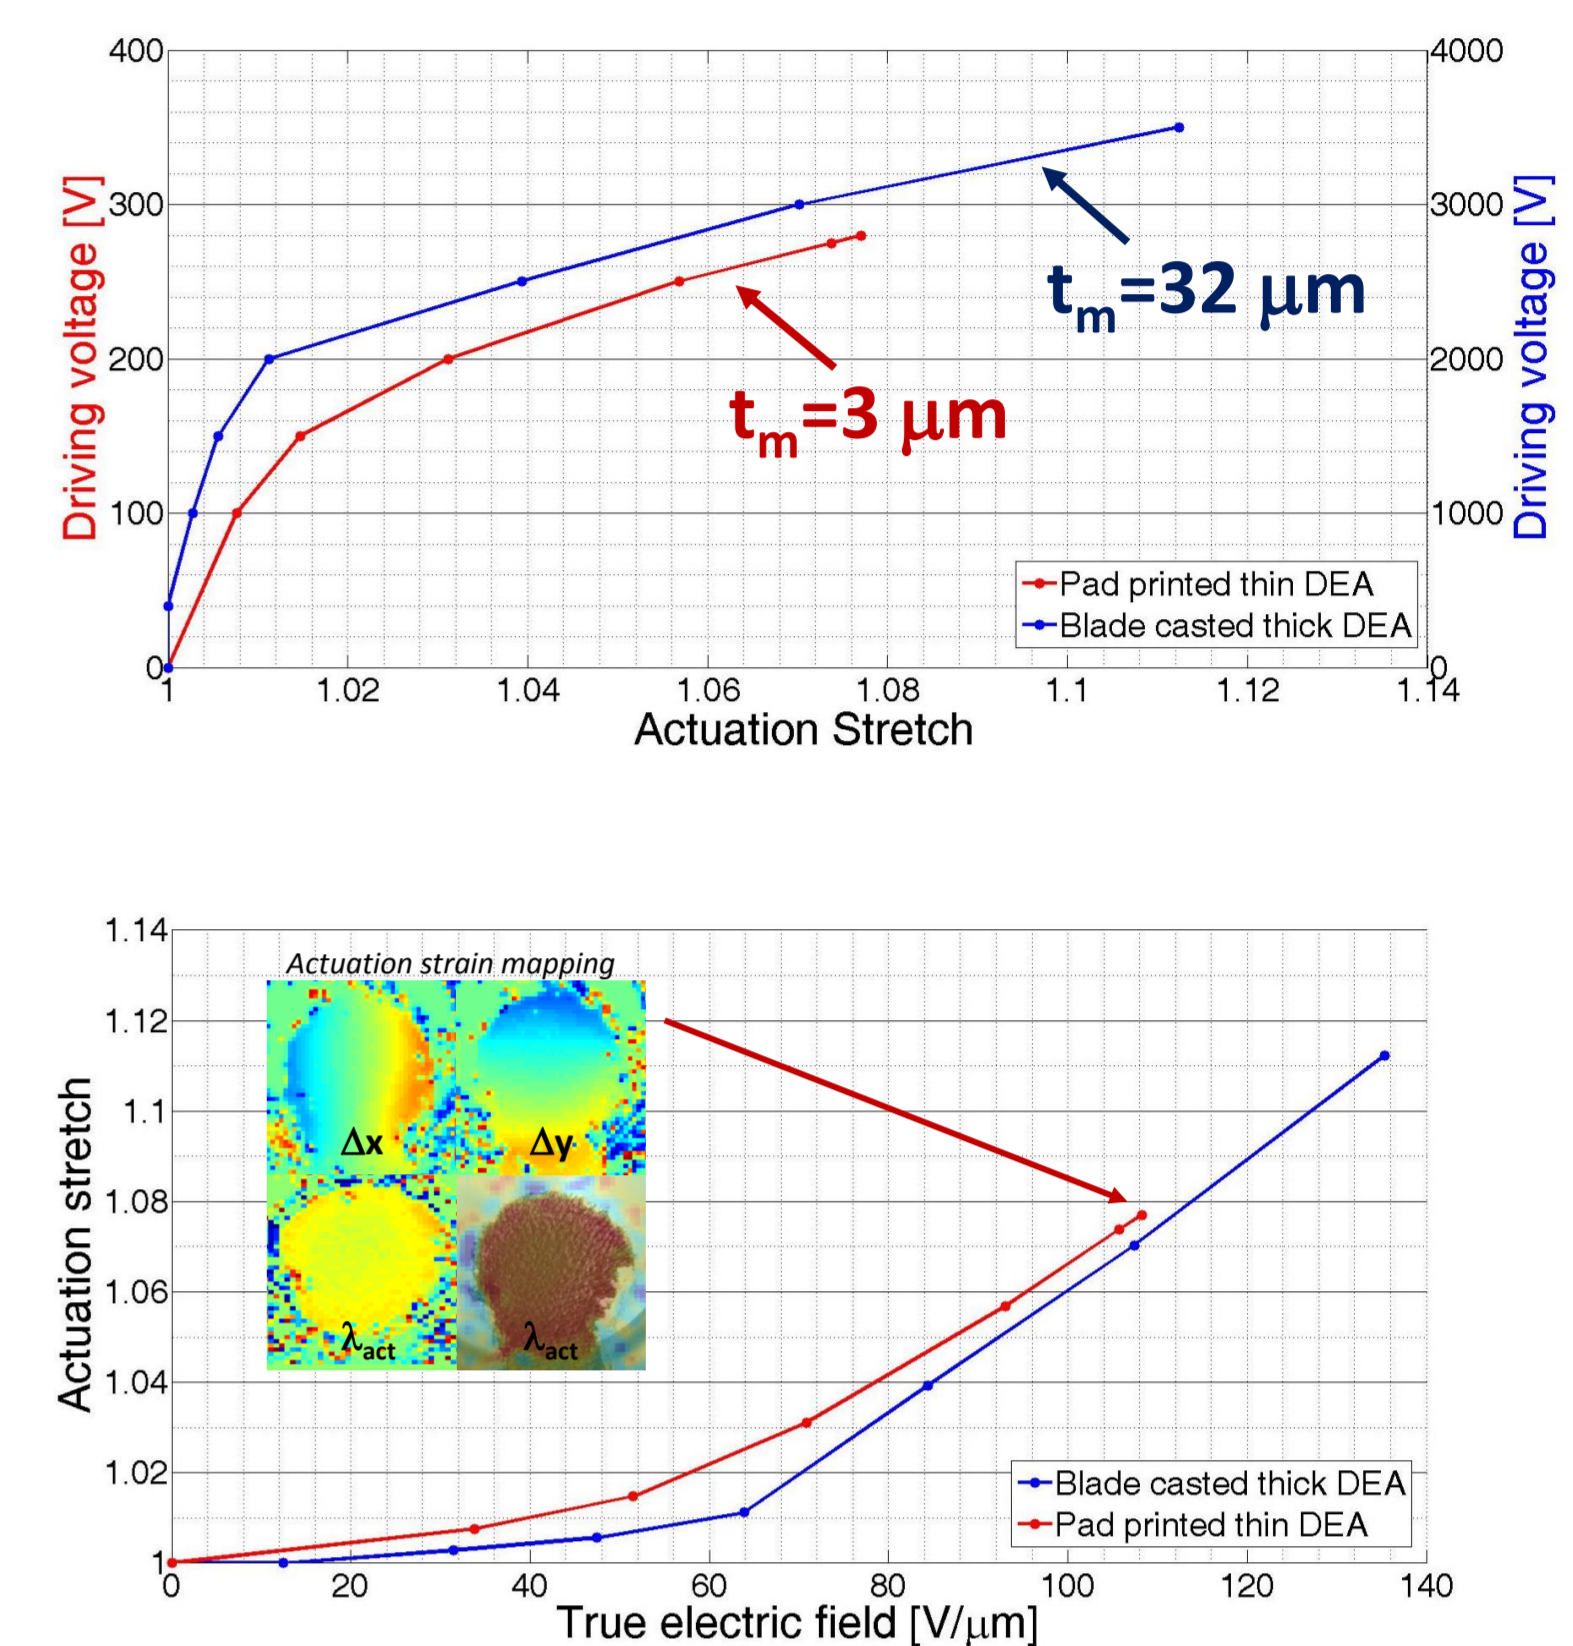 400
300
200
100
0
Driving voltage [V]
4000
3000
2000
1000
0
Driving voltage [V]
tm=32 μm
tm=3 μm
Pad printed thin DEA
Blade casted thick DEA
1 1.02 1.04 1.06 1.08 1.1 1.12 1.14
Actuation Stretch
1.14
1.12
1.1
1.08
1.06
1.04
1.02
1
Actuation stretch
Actuation strain mapping
Δx Δy
λact λact
Blade casted thick DEA
Pad printed thin DEA
0 20 40 60 80 100 120 140
True electric field [V/μm]